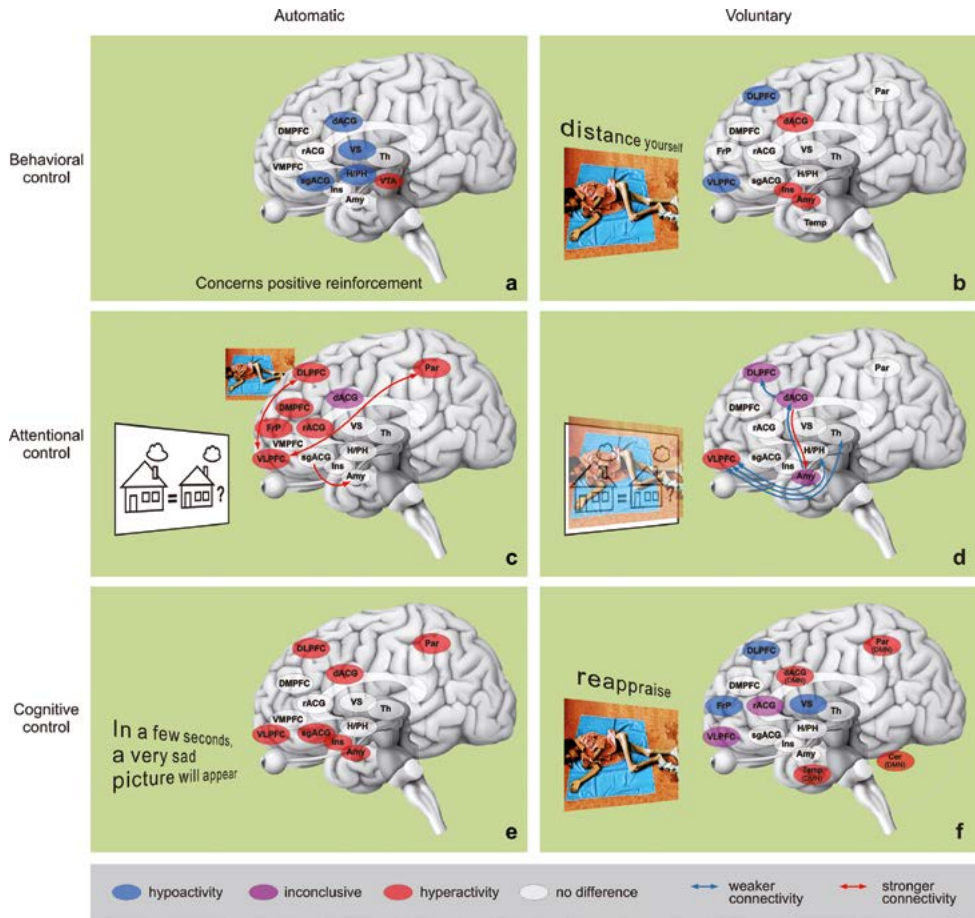 Automatic
Voluntary
Behavioral
control
DLPFC
dACG
DMPFC
rACG
VS
Th
VMPFC
H/PH
sgACG
VTA
Ins
Amy
Concerns positive reinforcement
a
distance yourself
DLPFC
Par
dACG
DMPFC
FrP
rACG
VS
Th
H/PH
VLPFC
sgACG
Ins
Amy
Temp
b
Attentional
control
DLPFC
Par
dACG
DMPFC
FrP
rACG
VS
Th
VMPFC
H/PH
VLPFC
sgACG
Ins
Amy
=
?
c
DLPFC
Par
dACG
DMPFC
rACG
VS
Th
H/PH
VLPFC
sgACG
Ins
Amy
=
?
d
Cognitive
control
In a few seconds,
a very sad
picture will appear
DLPFC
Par
dACG
DMPFC
rACG
VS
Th
VMPFC
H/PH
VLPFC
sgACG
Ins
Amy
e
reappraise
DLPFC
Par
(DMN)
dACG
(DMN)
DMPFC
FrP
rACG
VS
Th
H/PH
VLPFC
sgACG
Ins
Amy
Cer
(DMN)
Temp
(DMN)
f
hypoactivity
inconclusive
hyperactivity
no difference
weaker
connectivity
stronger
connectivity